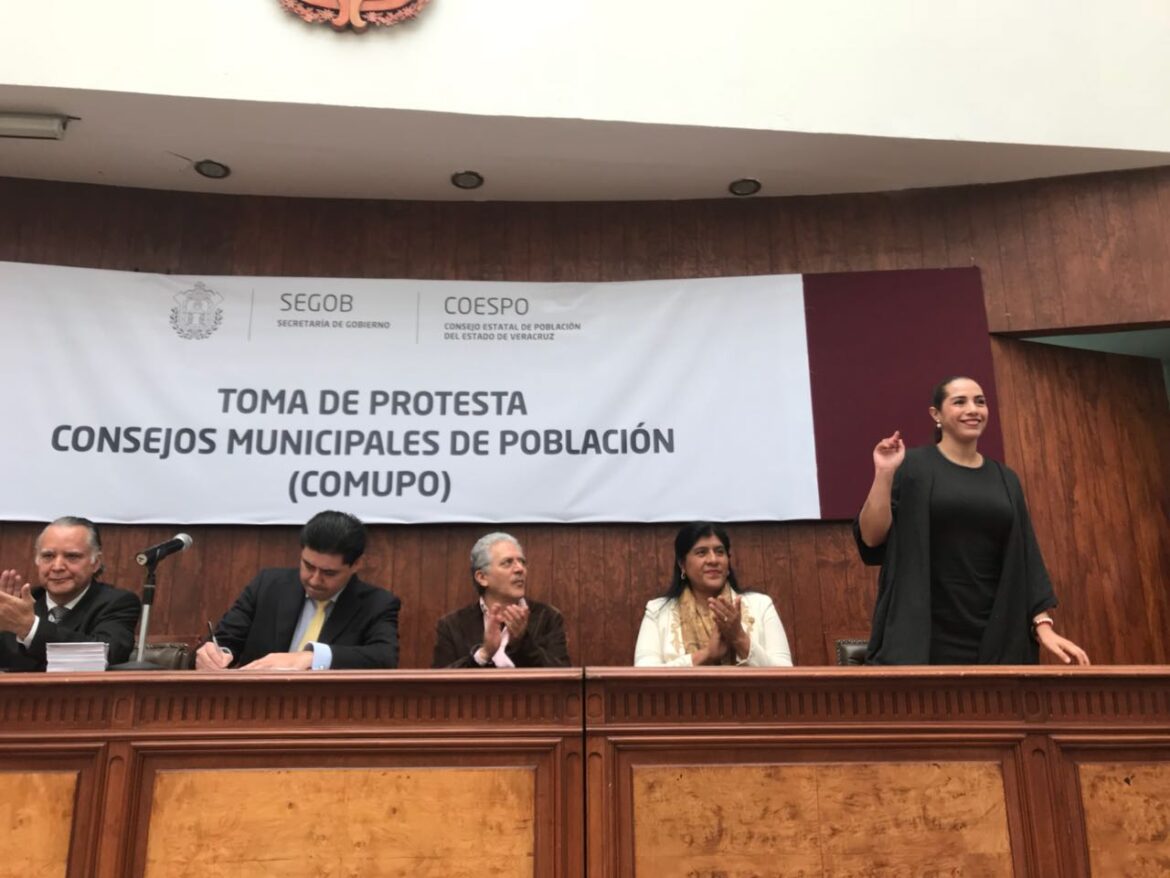 SEGOB
SECRETARÍA DE GOBIERNO
COESPO
CONSEJO ESTATAL DE POBLACIÓN
DEL ESTADO DE VERACRUZ
TOMA DE PROTESTA
CONSEJOS MUNICIPALES DE POBLACIÓN
(COMUPO)